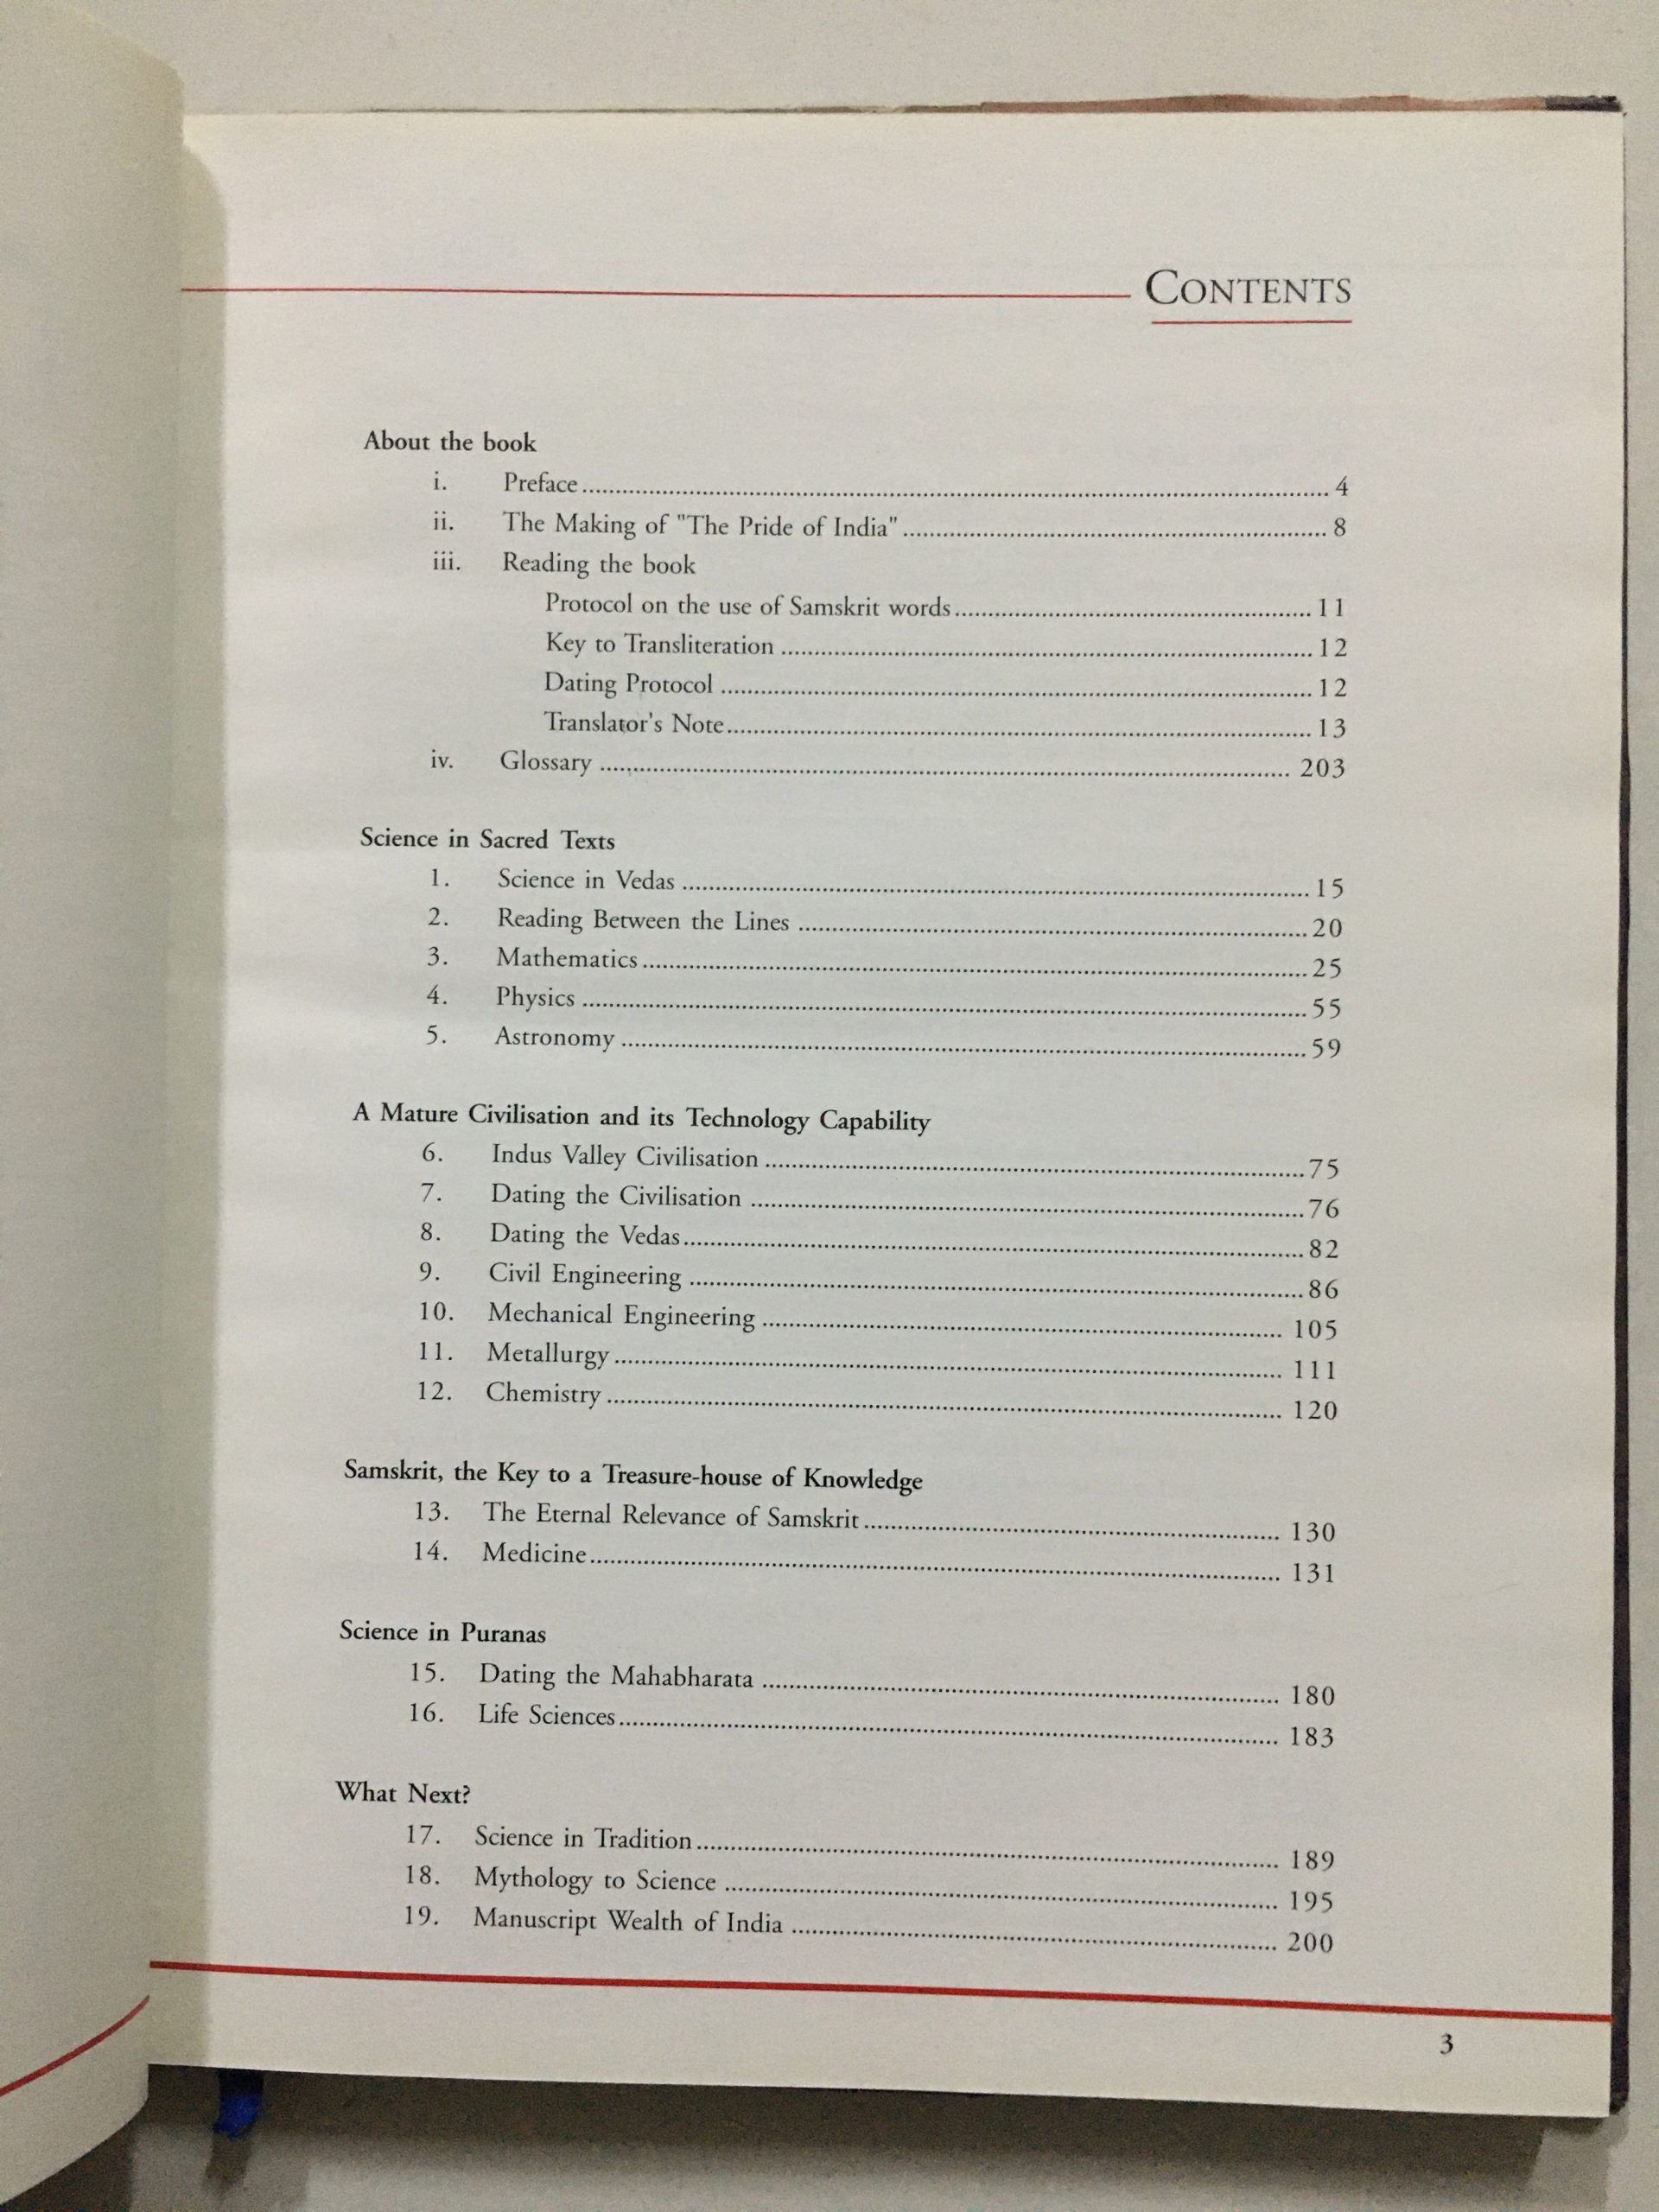 CONTENTS
About the book
i. Preface 4
ii. The Making of "The Pride of India" 8
iii. Reading the book
Protocol on the use of Samskrit words 11
Key to Transliteration 12
Dating Protocol 12
Translator's Note 13
iv. Glossary 203
Science in Sacred Texts
1. Science in Vedas 15
2. Reading Between the Lines 20
3. Mathematics 25
4. Physics 55
5. Astronomy 59
A Mature Civilisation and its Technology Capability
6. Indus Valley Civilisation 75
7. Dating the Civilisation 76
8. Dating the Vedas 82
9. Civil Engineering 86
10. Mechanical Engineering 105
11. Metallurgy 111
12. Chemistry 120
Samskrit, the Key to a Treasure-house of Knowledge
13. The Eternal Relevance of Samskrit 130
14. Medicine 131
Science in Puranas
15. Dating the Mahabharata 180
16. Life Sciences 183
What Next?
17. Science in Tradition 189
18. Mythology to Science 195
19. Manuscript Wealth of India 200
3